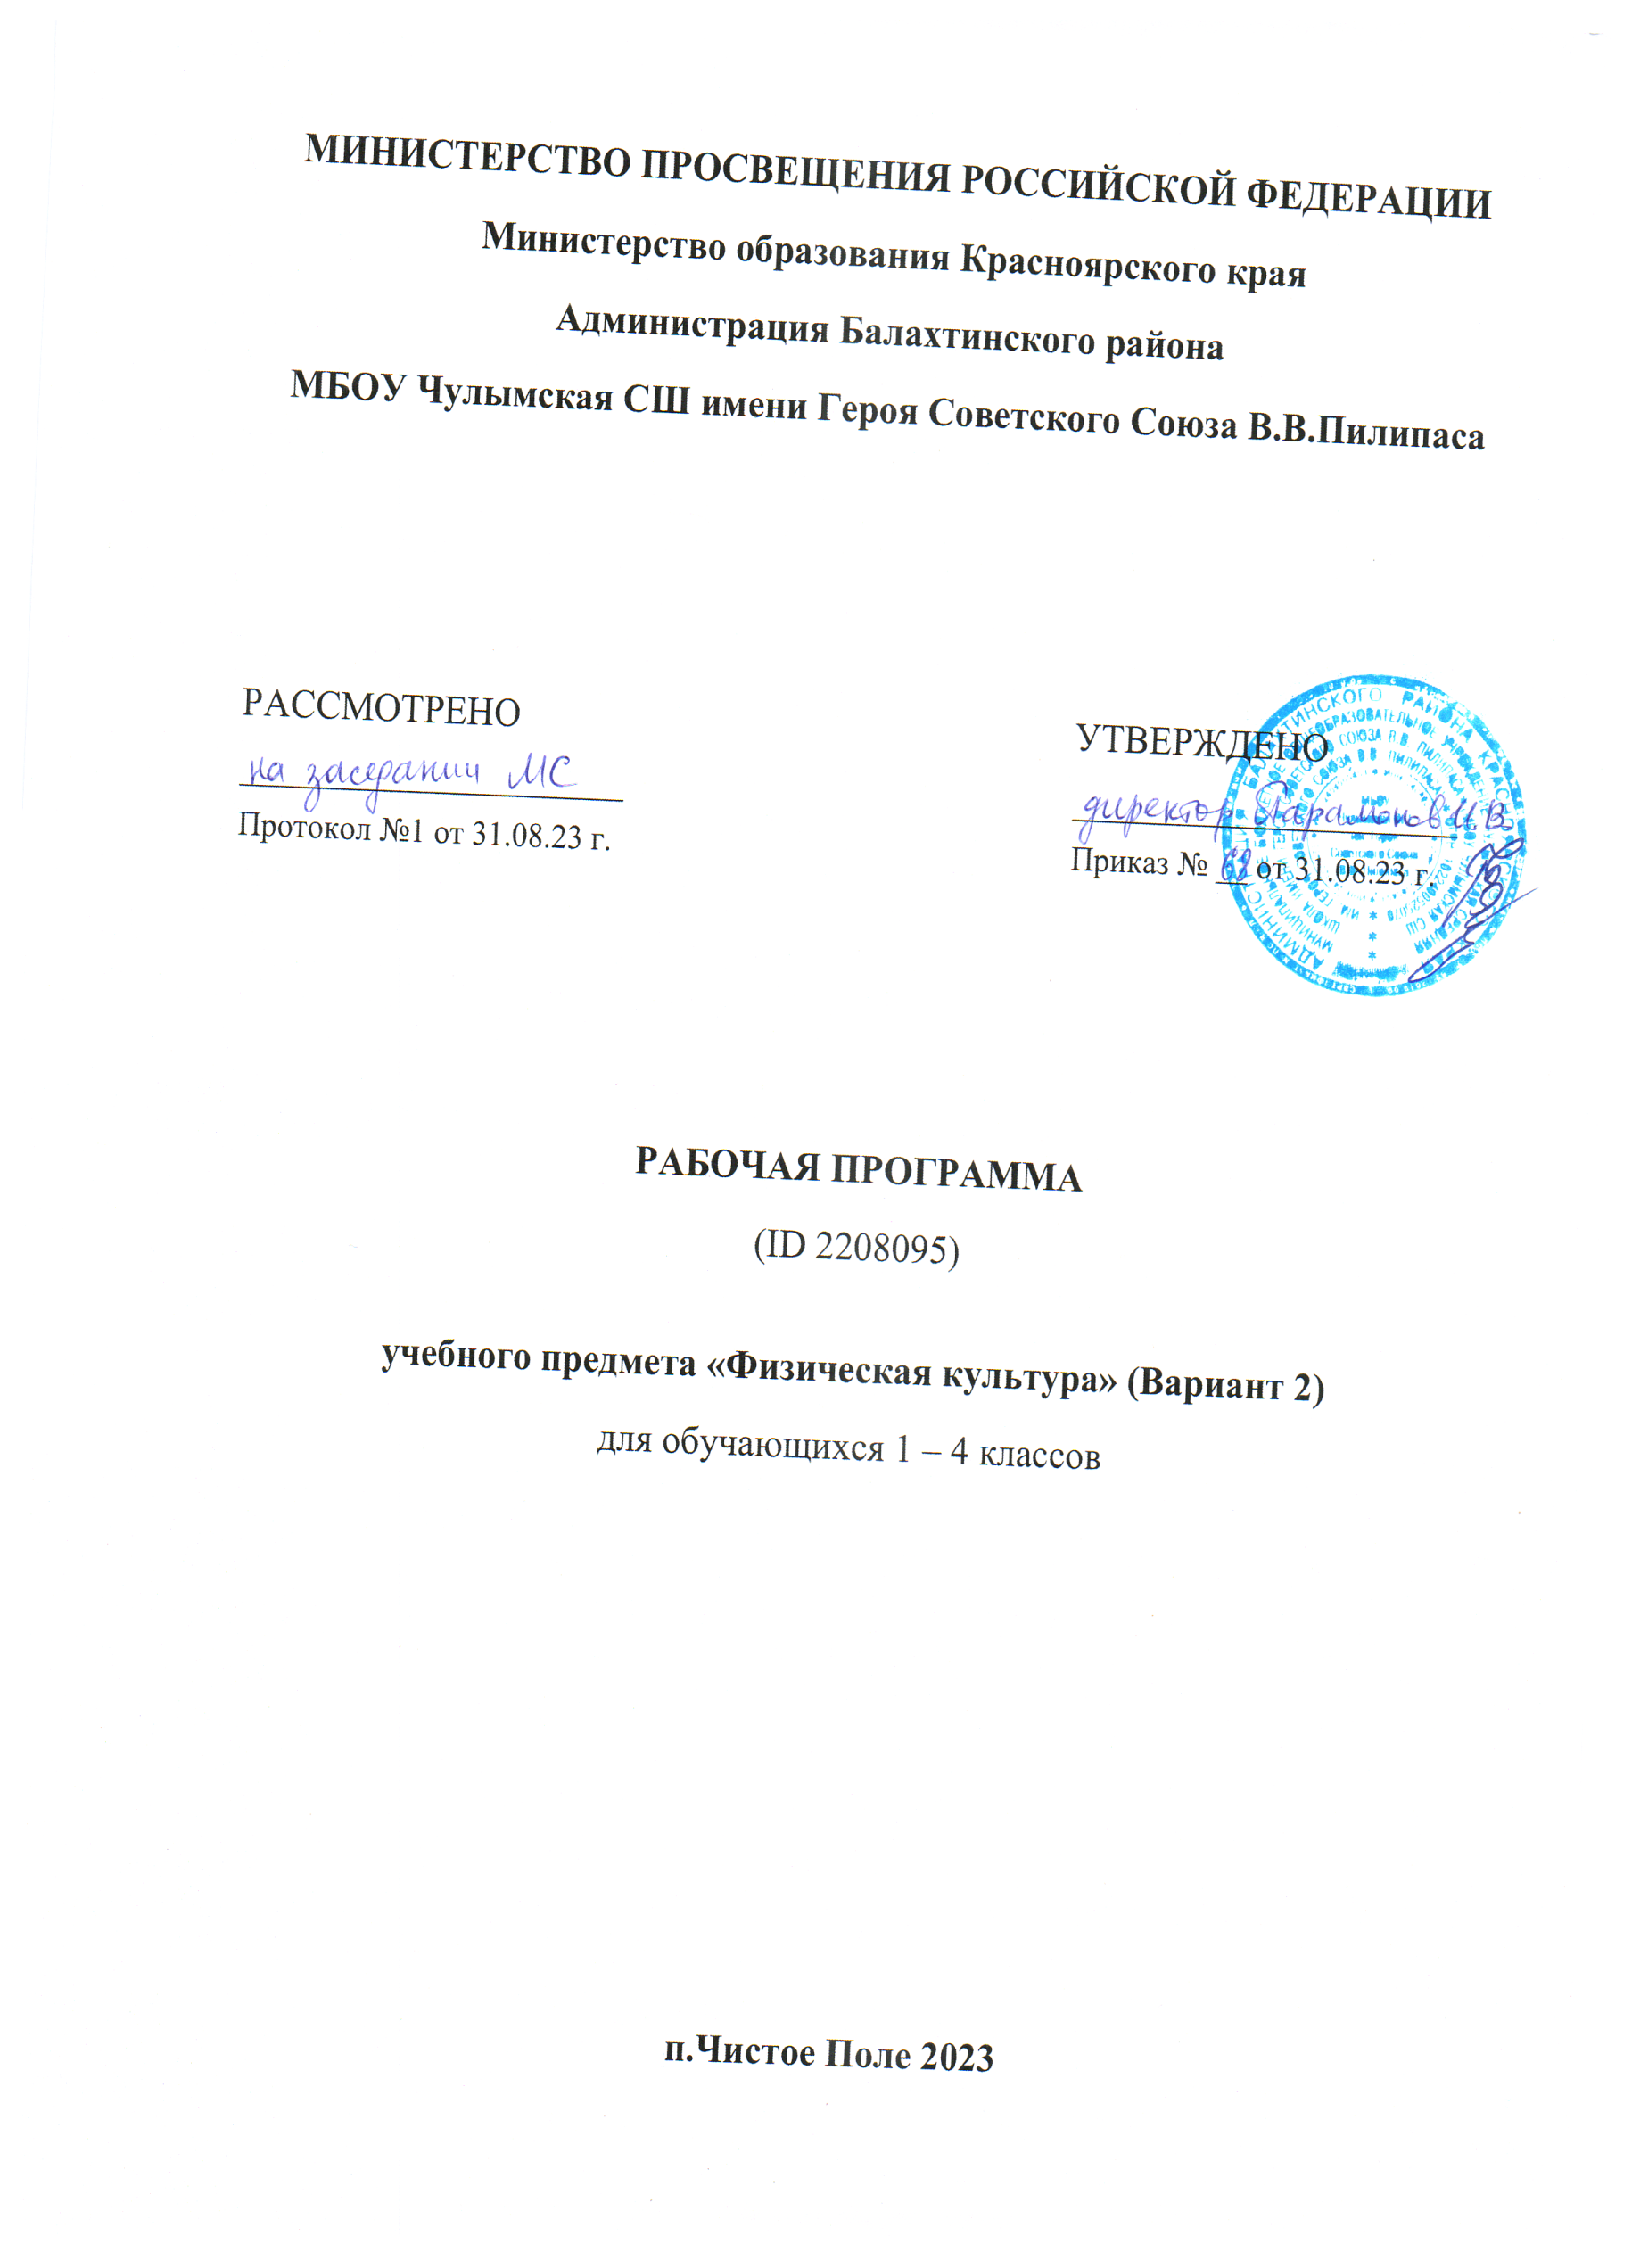 МИНИСТЕРСТВО ПРОСВЕЩЕНИЯ РОССИЙСКОЙ ФЕДЕРАЦИИ
Министерство образования Красноярского края
Администрация Балахтинского района
МБОУ Чулымская СШ имени Героя Советского Союза В.В.Пилипаса
РАССМОТРЕНО
на заседании МС
Протокол №1 от 31.08.23 г.
УТВЕРЖДЕНО
директор Парамонов И.В.
Приказ № 68 от 31.08.23 г.
РАБОЧАЯ ПРОГРАММА
(ID 2208095)
учебного предмета «Физическая культура» (Вариант 2)
для обучающихся 1 – 4 классов
п.Чистое Поле 2023